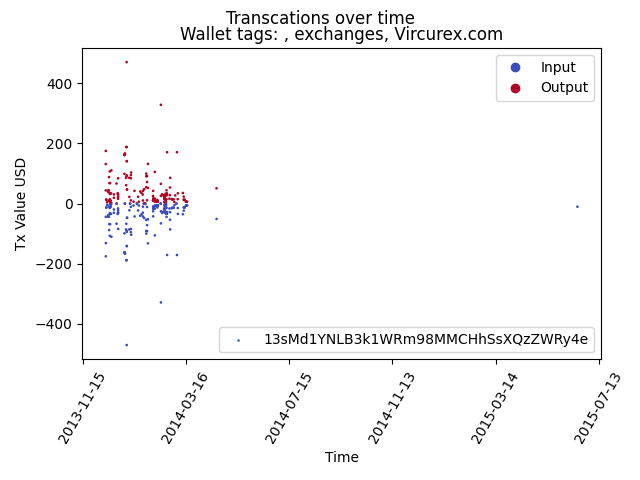 Transcations over time
Wallet tags: , exchanges, Vircurex.com
Input
Output
400
200
0
−200
−400
Tx Value USD
13sMd1YNLB3k1WRm98MMCHhSsXQzZWRy4e
2013-11-15
2014-03-16
2014-07-15
2014-11-13
2015-03-14
2015-07-13
Time